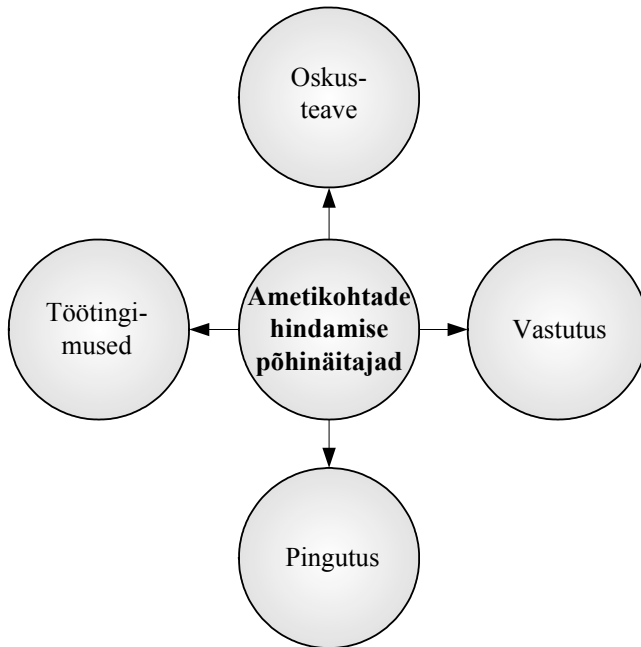 Oskus-
teave
Töötingi-
mused
Ametikohtade
hindamise
põhinäitajad
Vastutus
Pingutus